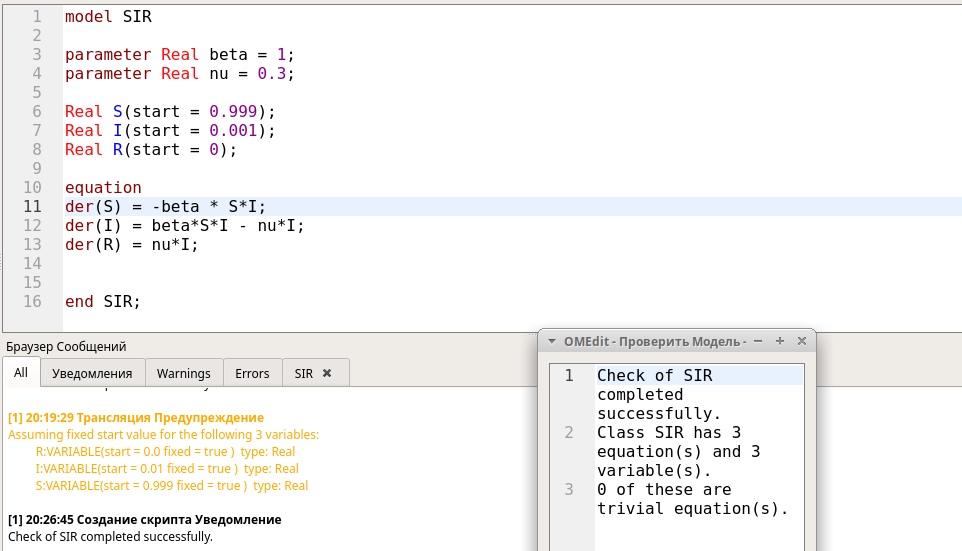 1 model SIR
2
3 parameter Real beta = 1;
4 parameter Real nu = 0.3;
5
6 Real S(start = 0.999);
7 Real I(start = 0.001);
8 Real R(start = 0);
9
10 equation
11 der(S) = -beta * S*I;
12 der(I) = beta*S*I - nu*I;
13 der(R) = nu*I;
14
15
16 end SIR;
Браузер Сообщений
All Уведомления Warnings Errors SIR
[1] 20:19:29 Трансляция Предупреждение
Assuming fixed start value for the following 3 variables:
R:VARIABLE(start = 0.0 fixed = true ) type: Real
I:VARIABLE(start = 0.01 fixed = true ) type: Real
S:VARIABLE(start = 0.999 fixed = true ) type: Real
[1] 20:26:45 Создание скрипта Уведомление
Check of SIR completed successfully.
OMEdit - Проверить Модель -
1 Check of SIR
completed
successfully.
2 Class SIR has 3
equation(s) and 3
variable(s).
3 0 of these are
trivial equation(s).